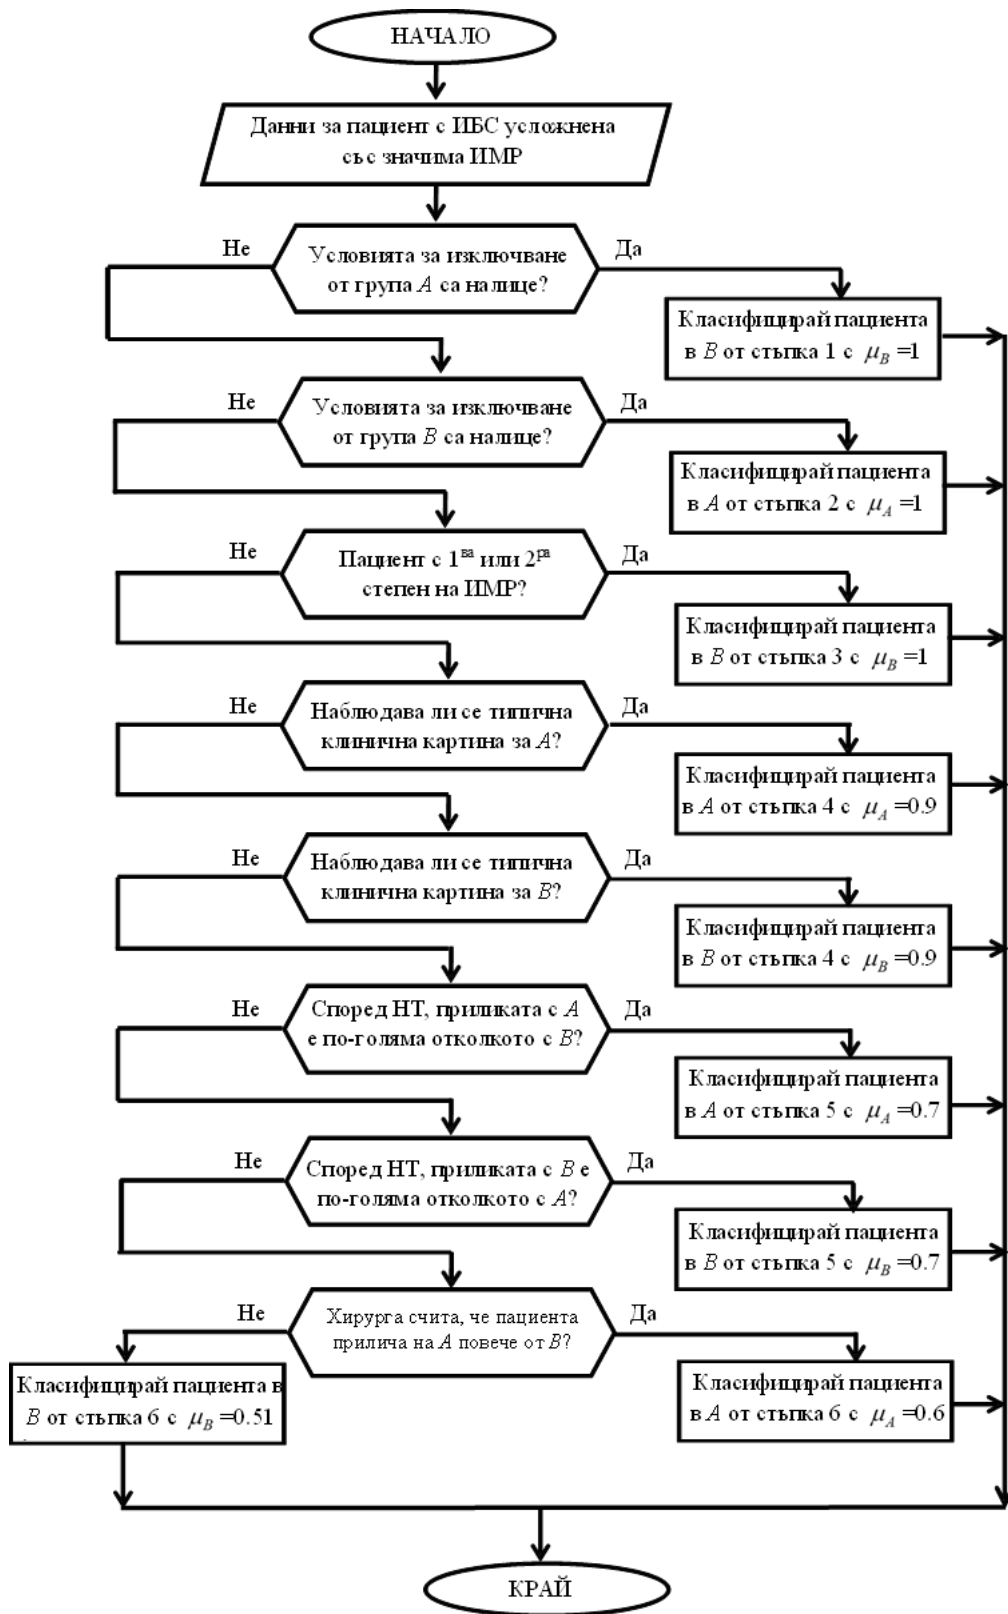 НАЧАЛО
Данни за пациент с ИБС усложнена
със значима ИМР
Не
Да
Условията за изключване
от група A са налице?
Класифицирай пациента
в B от стъпка 1 с μB =1
Не
Да
Условията за изключване
от група B са налице?
Класифицирай пациента
в A от стъпка 2 с μA =1
Не
Да
Пациент с 1ва или 2ра
степен на ИМР?
Класифицирай пациента
в B от стъпка 3 с μB =1
Не
Да
Наблюдава ли се типична
клинична картина за A?
Класифицирай пациента
в A от стъпка 4 с μA =0.9
Не
Да
Наблюдава ли се типична
клинична картина за B?
Класифицирай пациента
в B от стъпка 4 с μB =0.9
Не
Да
Според НТ, приликата с A
е по-голяма отколкото с B?
Класифицирай пациента
в A от стъпка 5 с μA =0.7
Не
Да
Според НТ, приликата с B е
по-голяма отколкото с A?
Класифицирай пациента
в B от стъпка 5 с μB =0.7
Не
Да
Хирурга счита, че пациента
прилича на A повече от B?
Класифицирай пациента в
B от стъпка 6 с μB =0.51
Класифицирай пациента
в A от стъпка 6 с μA =0.6
КРАЙ